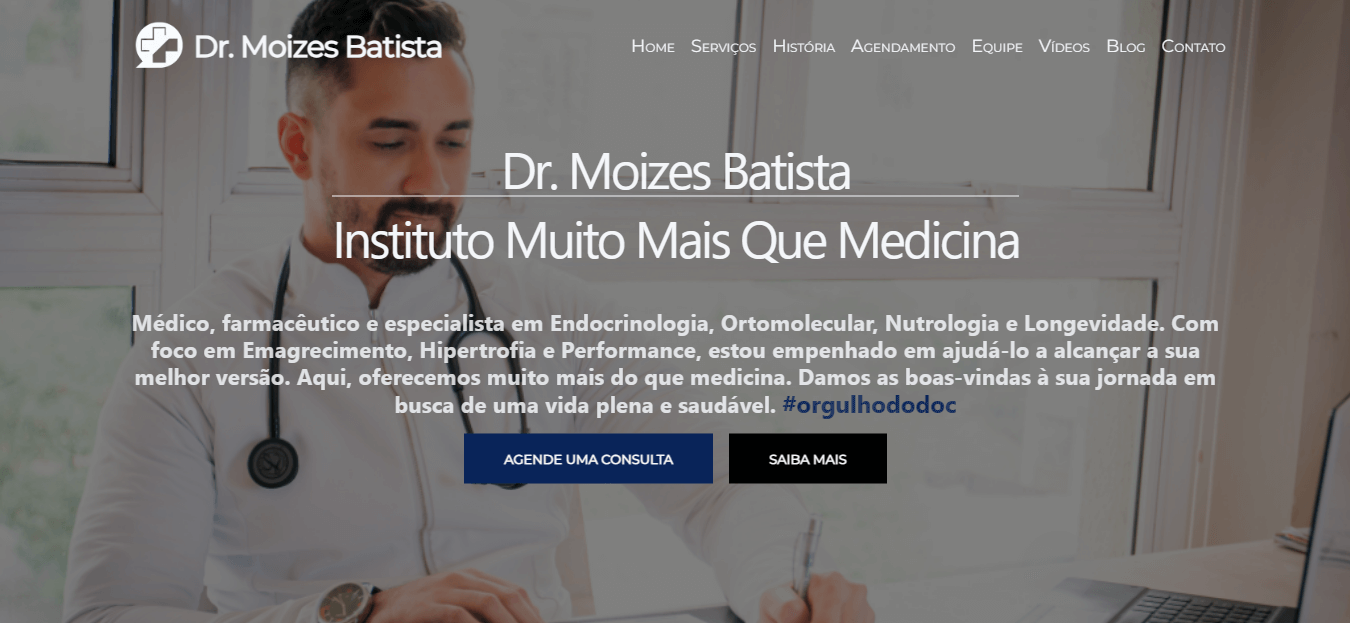 Dr. Moizes Batista
Home Serviços História Agendamento Equipe Vídeos Blog Contato
Dr. Moizes Batista
Instituto Muito Mais Que Medicina
Médico, farmacêutico e especialista em Endocrinologia, Ortomolecular, Nutrologia e Longevidade. Com
foco em Emagrecimento, Hipertrofia e Performance, estou empenhado em ajudá-lo a alcançar a sua
melhor versão. Aqui, oferecemos muito mais do que medicina. Damos as boas-vindas à sua jornada em
busca de uma vida plena e saudável. #orgulhododoc
AGENDE UMA CONSULTA
SAIBA MAIS